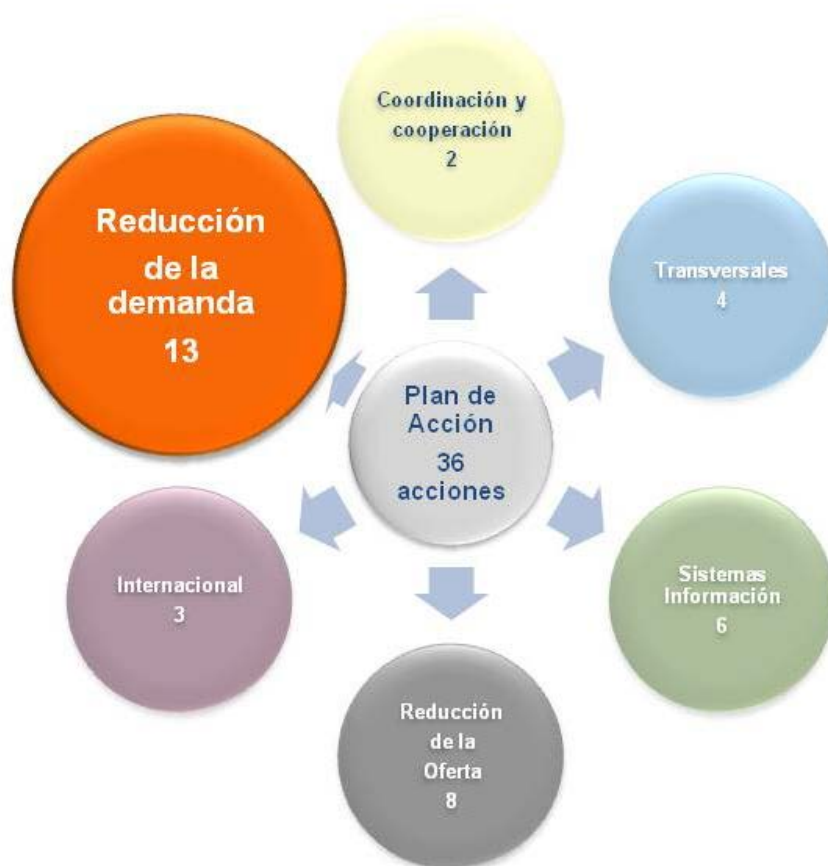 Coordinación y
cooperación
2
Reducción
de la
demanda
13
Transversales
4
Plan de
Acción
36
acciones
Internacional
3
Sistemas
Información
6
Reducción
de la
Oferta
8